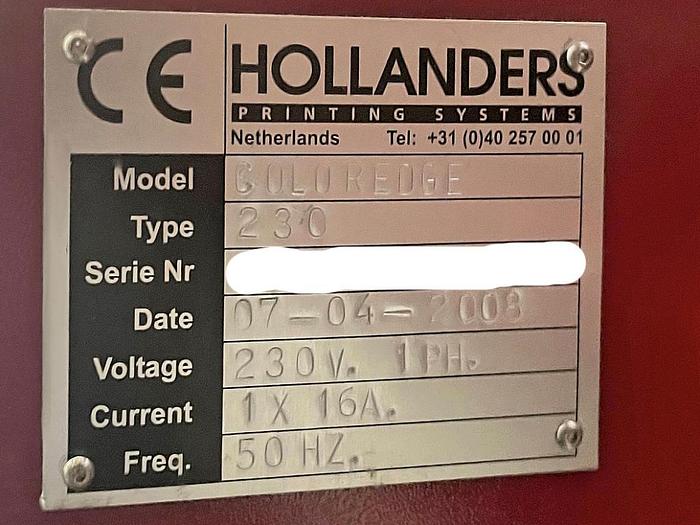 CE HOLLANDERS
PRINTING SYSTEMS
Netherlands Tel: +31 (0)40 257 00 01
Model COLOREDGE
Type 230
Serie Nr
Date 07-04-2008
Voltage 230V. 1PH.
Current 1 X 16A.
Freq. 50 HZ.